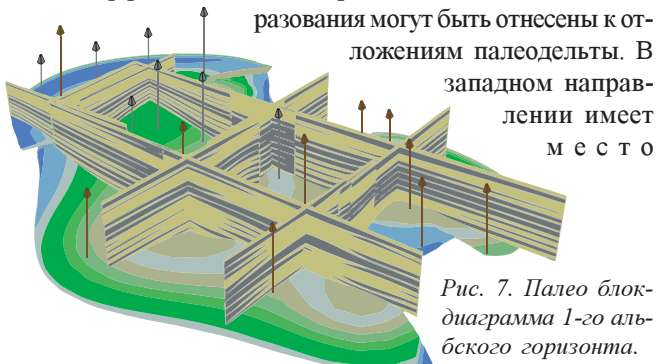 разования могут быть отнесены к от-
ложениям палеодельты. В
западном направ-
лении имеет
м е с т о
Рис. 7. Палео блок-
диаграмма 1-го аль-
бского горизонта.